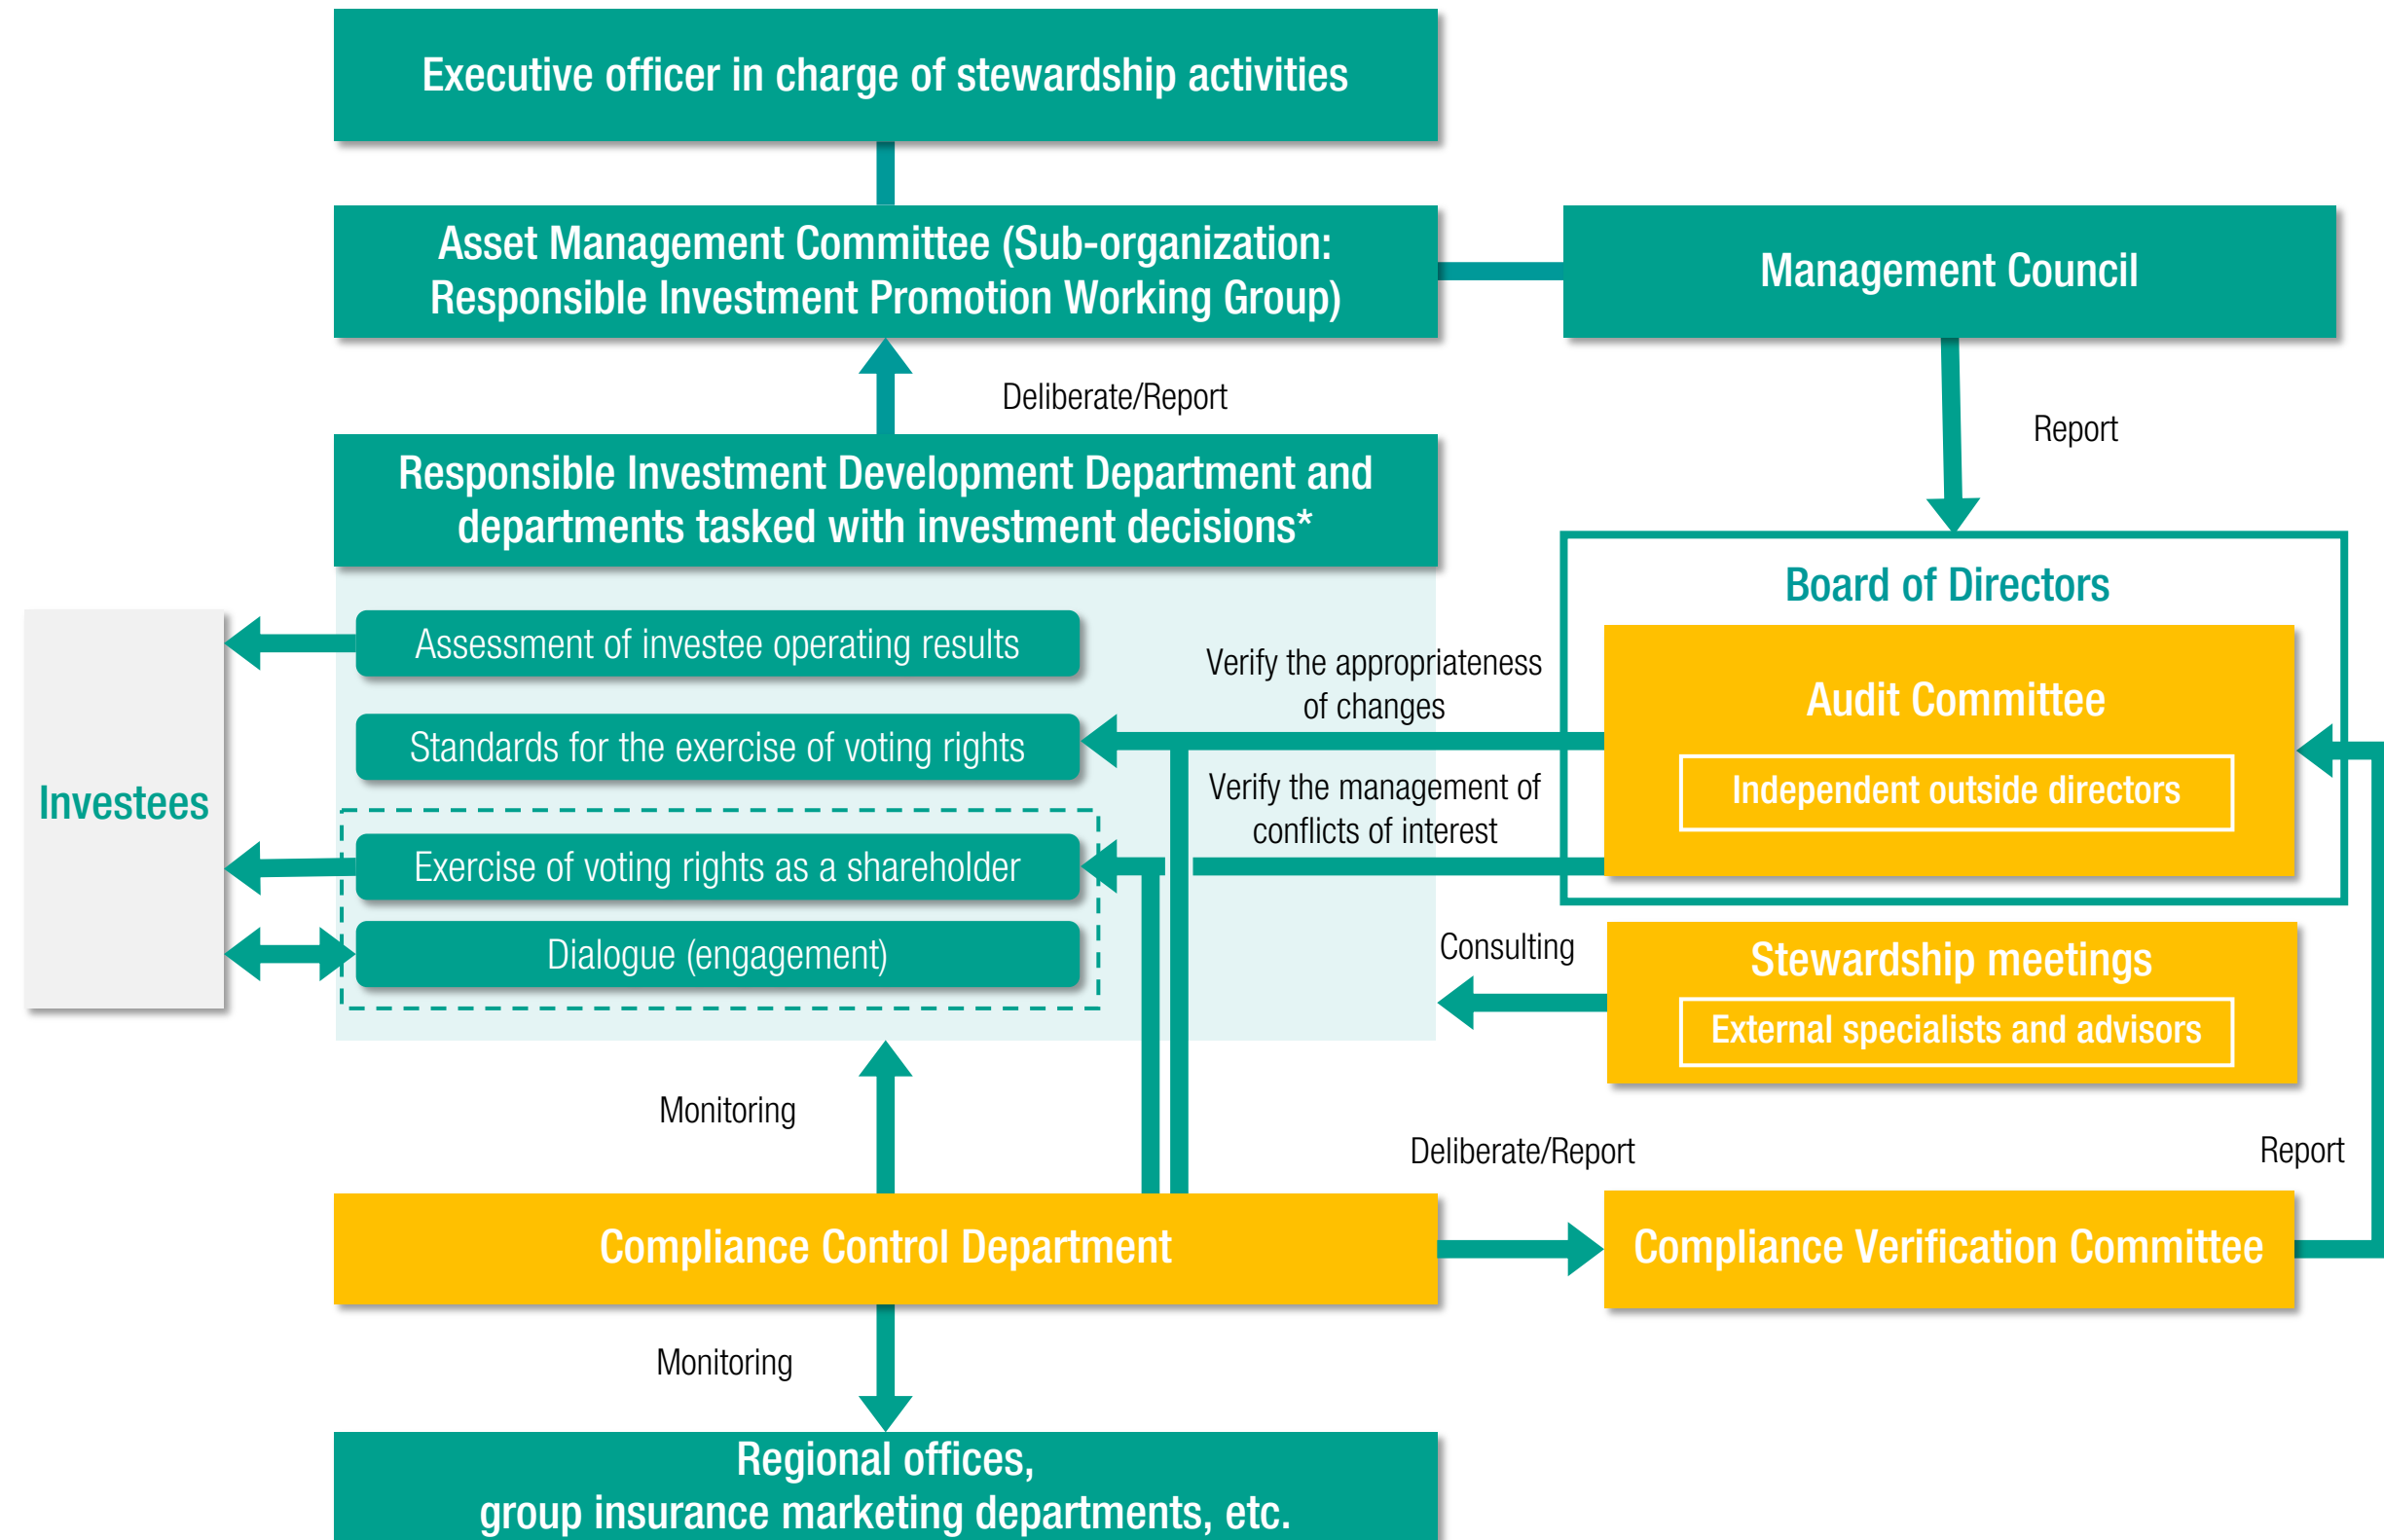 Executive officer in charge of stewardship activities
Asset Management Committee (Sub-organization:
Responsible Investment Promotion Working Group)
Management Council
Deliberate/Report
Report
Responsible Investment Development Department and
departments tasked with investment decisions*
Board of Directors
Assessment of investee operating results
Verify the appropriateness
of changes
Audit Committee
Standards for the exercise of voting rights
Independent outside directors
Investees
Verify the management of
conflicts of interest
Exercise of voting rights as a shareholder
Dialogue (engagement)
Consulting
Stewardship meetings
External specialists and advisors
Monitoring
Deliberate/Report
Report
Compliance Control Department
Compliance Verification Committee
Monitoring
Regional offices,
group insurance marketing departments, etc.